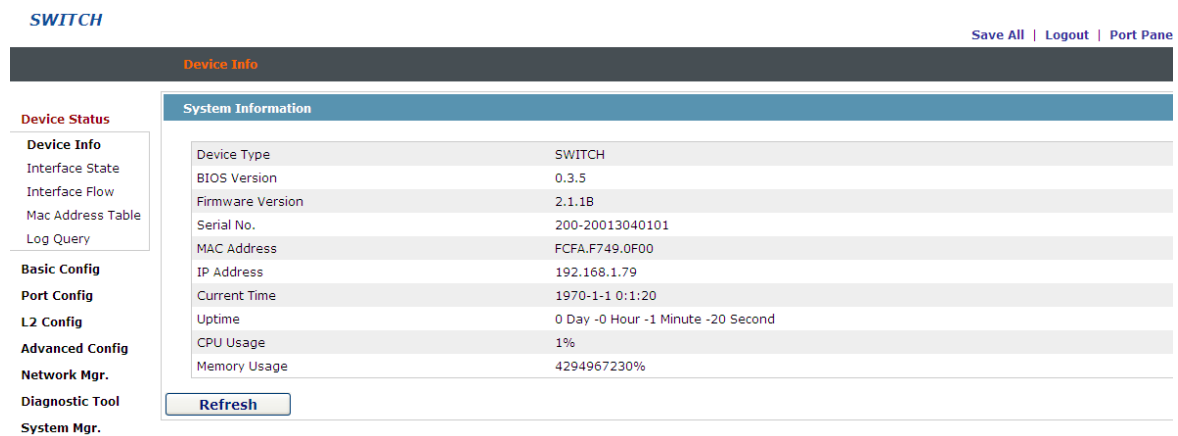 SWITCH
Save All | Logout | Port Pane
Device Info
Device Status
Device Info
Interface State
Interface Flow
Mac Address Table
Log Query
Basic Config
Port Config
L2 Config
Advanced Config
Network Mgr.
Diagnostic Tool
System Mgr.
System Information
Device Type SWITCH
BIOS Version 0.3.5
Firmware Version 2.1.1B
Serial No. 200-20013040101
MAC Address FCFA.F749.0F00
IP Address 192.168.1.79
Current Time 1970-1-1 0:1:20
Uptime 0 Day -0 Hour -1 Minute -20 Second
CPU Usage 1%
Memory Usage 4294967230%
Refresh